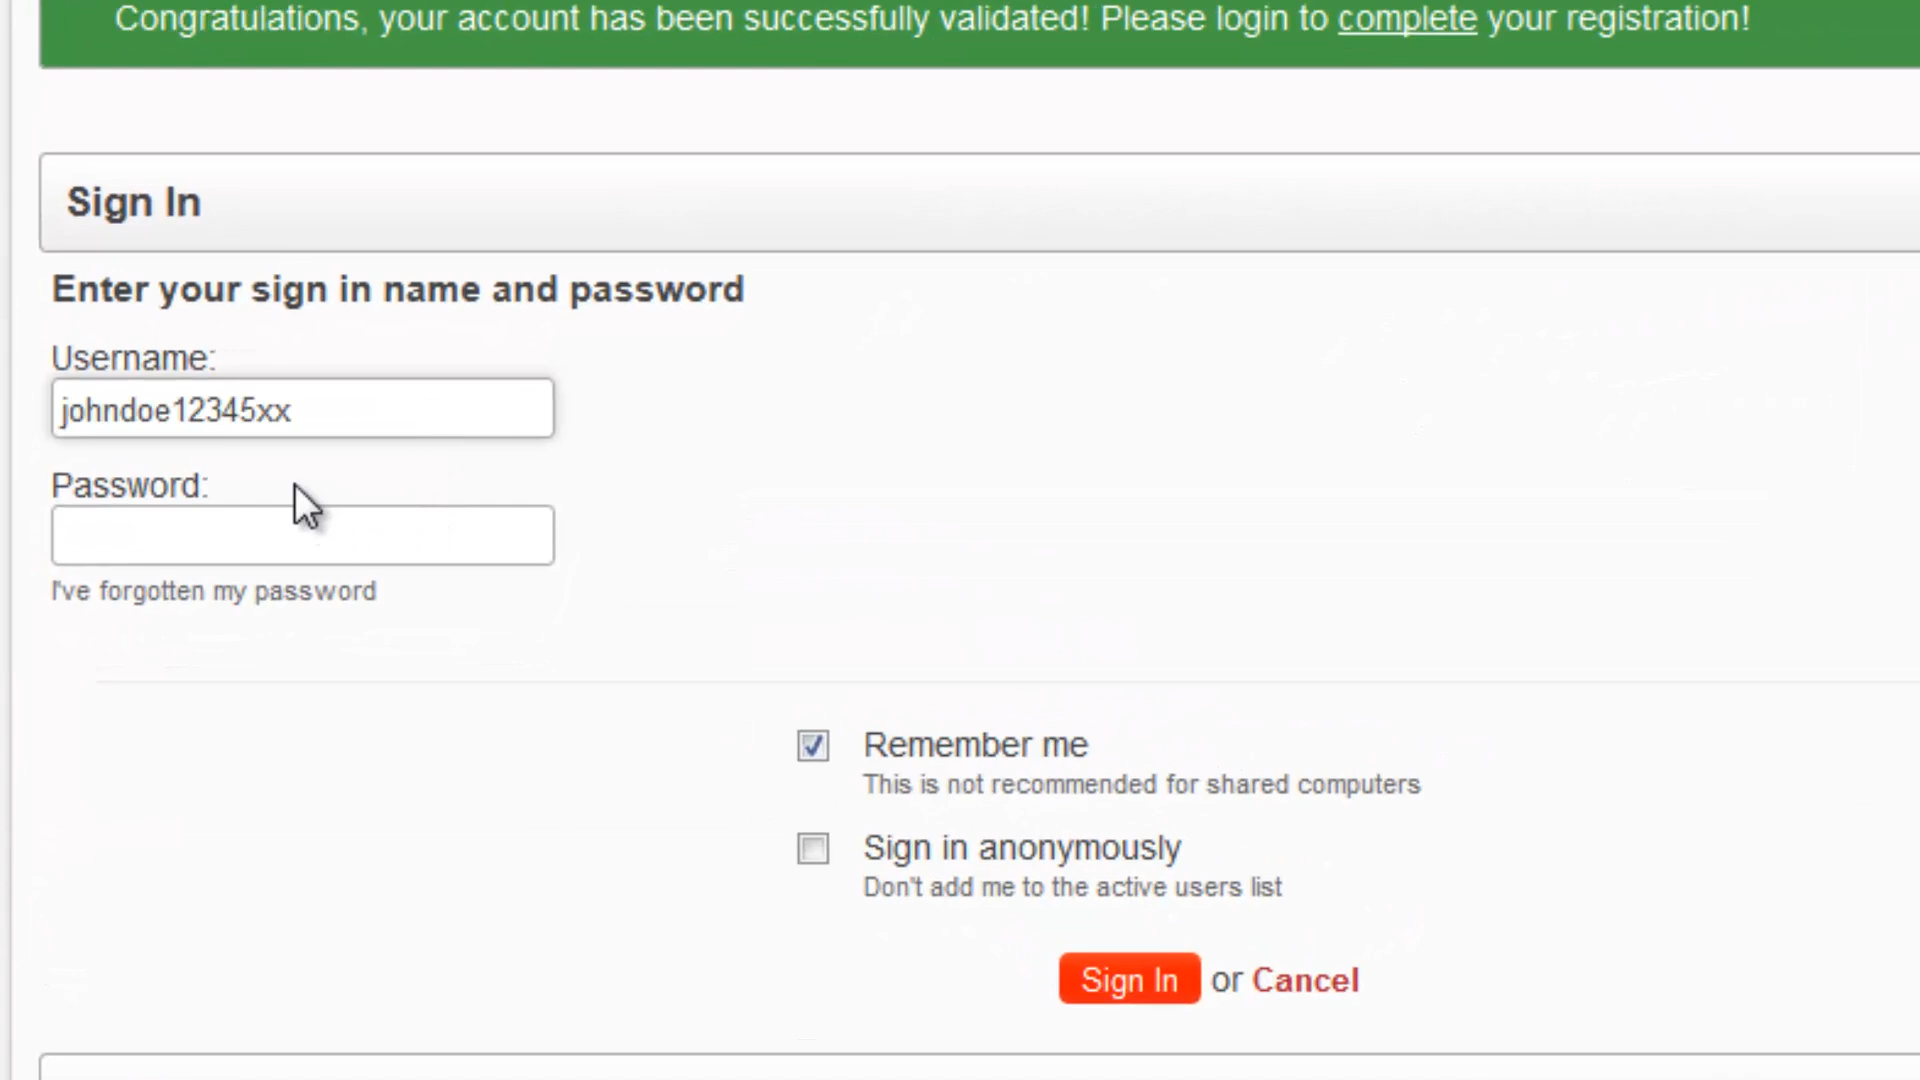 Congratulations, your account has been successfully validated! Please login to complete your registration!
Sign In
Enter your sign in name and password
Username:
johndoe12345xx
Password:
I've forgotten my password
Remember me
This is not recommended for shared computers
Sign in anonymously
Don't add me to the active users list
Sign In or Cancel